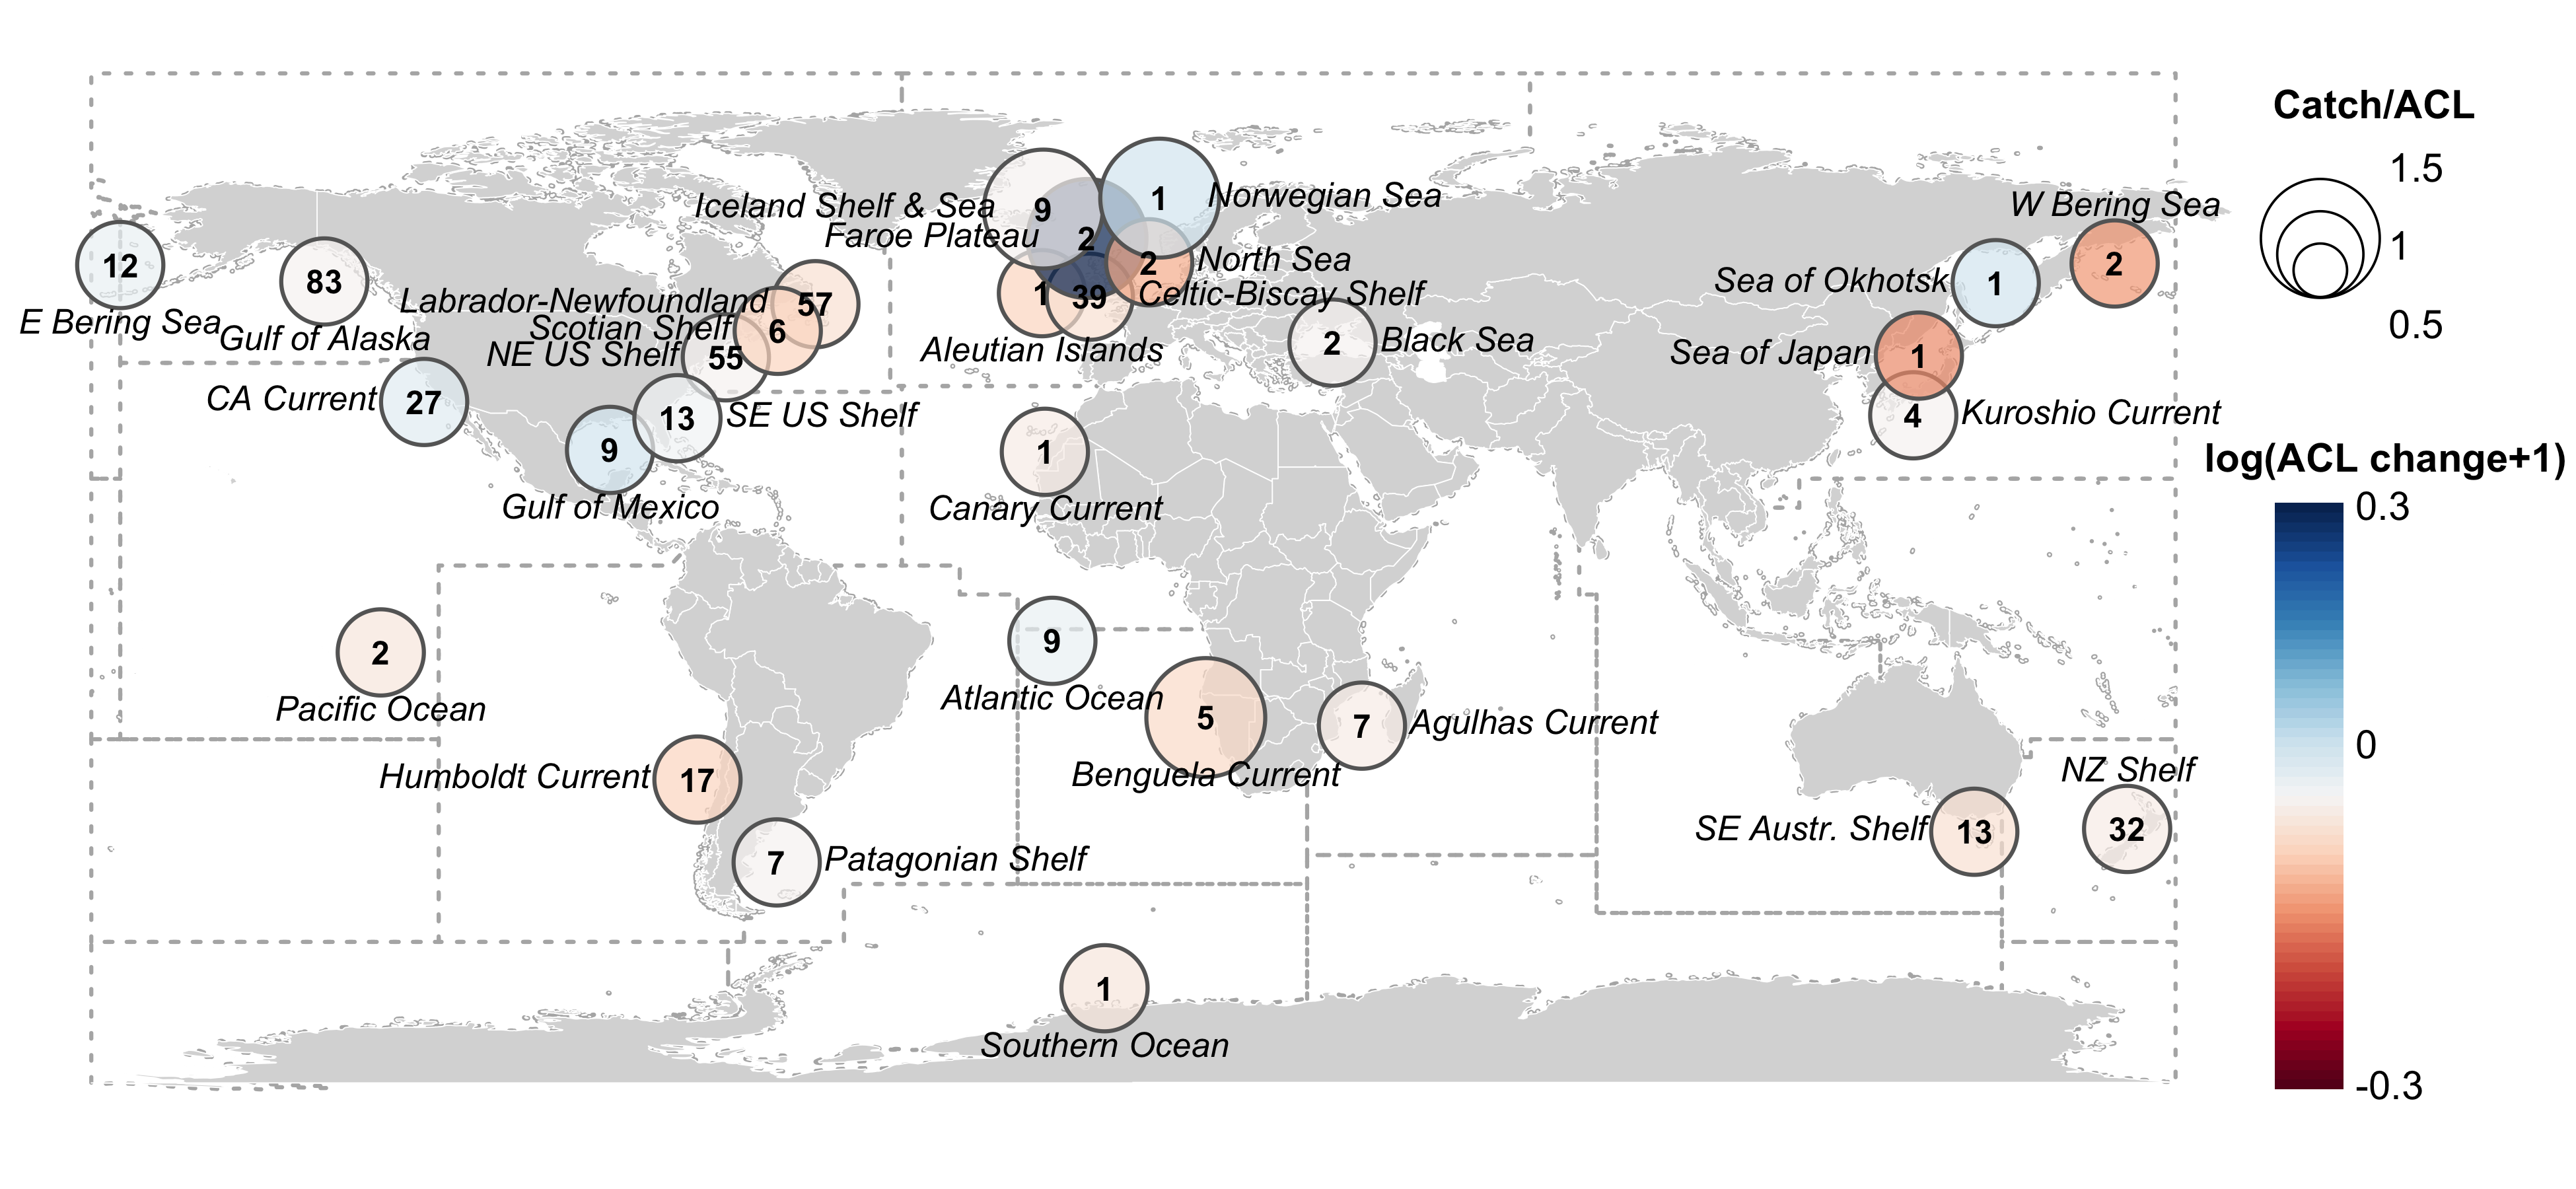 Catch/ACL
1.5
1
0.5
log(ACL change+1)
0.3
0
-0.3
Iceland Shelf & Sea
9
1
Norwegian Sea
Faroe Plateau
2
W Bering Sea
2
12
E Bering Sea
83
Gulf of Alaska
2
North Sea
Sea of Okhotsk
1
Labrador-Newfoundland
57
Scotian Shelf
6
NE US Shelf
55
1
39
Celtic-Biscay Shelf
Aleutian Islands
2
Black Sea
Sea of Japan
1
CA Current
27
13
SE US Shelf
4
Kuroshio Current
9
Gulf of Mexico
1
Canary Current
2
Pacific Ocean
9
Atlantic Ocean
5
Benguela Current
7
Agulhas Current
Humboldt Current
17
7
Patagonian Shelf
SE Austr. Shelf
13
NZ Shelf
32
1
Southern Ocean